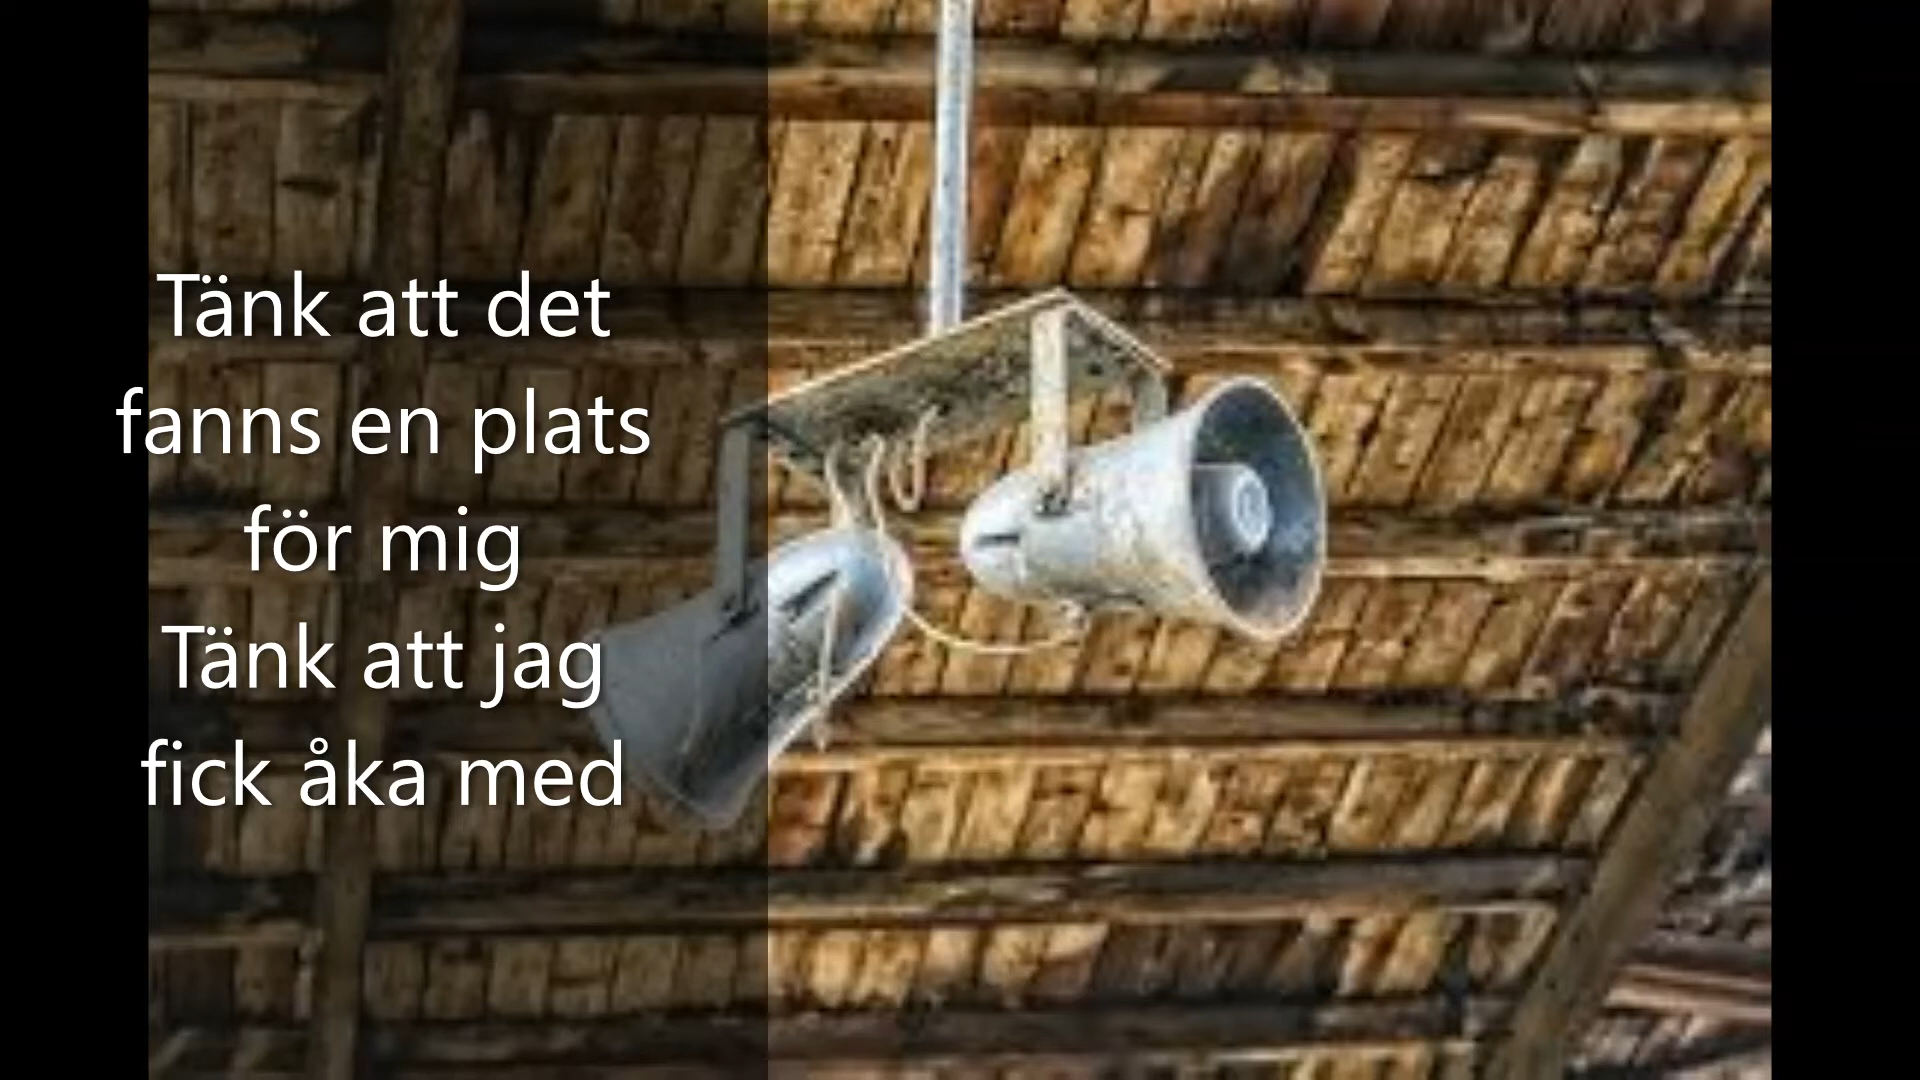 Tänk att det
fanns en plats
för mig
Tänk att jag
fick åka med